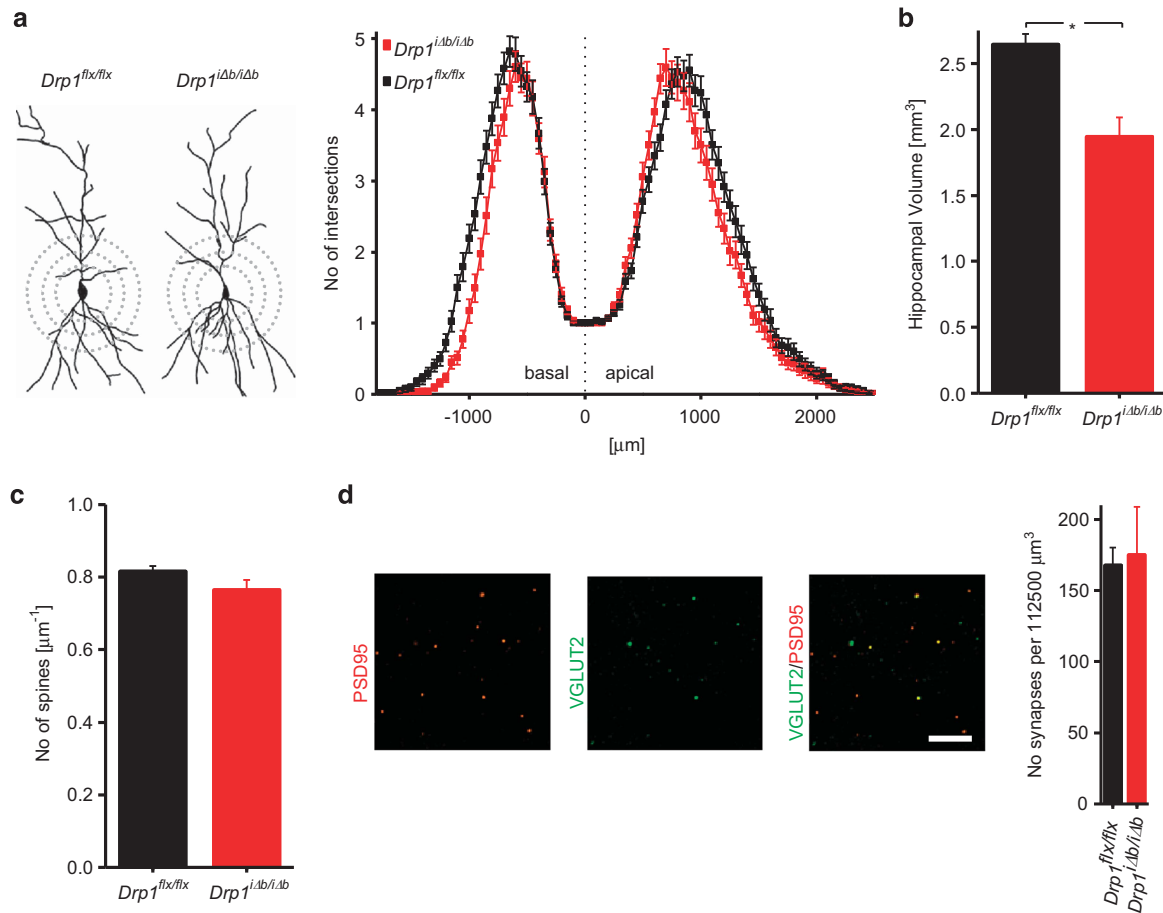 a
Drp1flx/flx
Drp1iΔb/iΔb
No of intersections
5
4
3
2
1
0
Drp1iΔb/iΔb
Drp1flx/flx
basal
apical
-1000
0
1000
2000
[μm]
b
Hippocampal Volume [mm3]
2.5
2.0
1.5
1.0
0.5
0.0
*
Drp1flx/flx
Drp1iΔb/iΔb
c
No of spines [μm-1]
1.0
0.8
0.6
0.4
0.2
0.0
Drp1flx/flx
Drp1iΔb/iΔb
d
PSD95
VGLUT2
VGLUT2/PSD95
No synapses per 112500 μm3
200
150
100
50
0
Drp1flx/flx
Drp1iΔb/iΔb